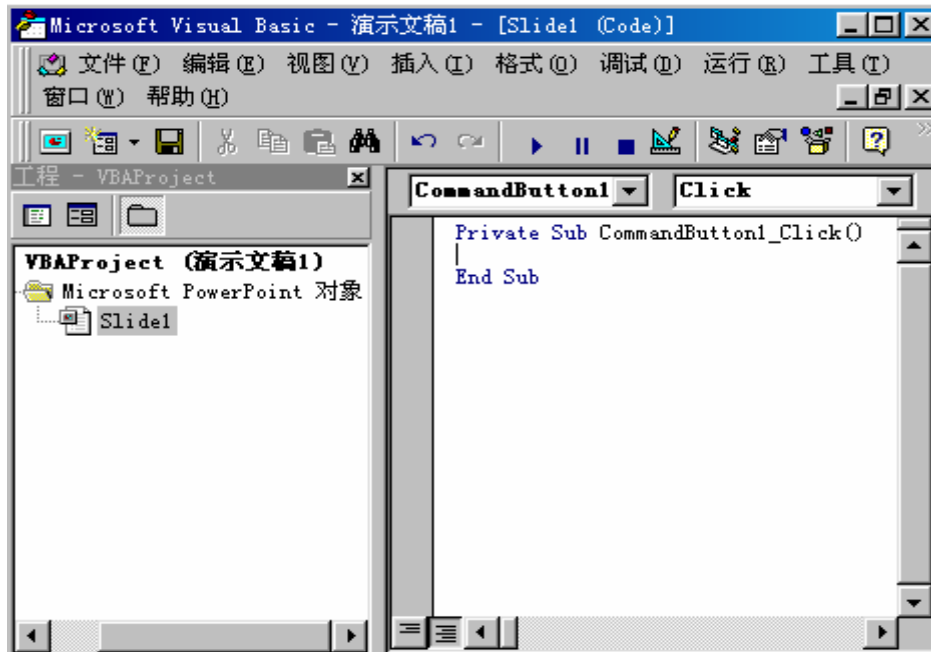 Microsoft Visual Basic - 演示文稿1 - [Slide1 (Code)]
文件(F) 编辑(E) 视图(V) 插入(I) 格式(O) 调试(D) 运行(R) 工具(T)
窗口(W) 帮助(H)
工程 - VBAProject
CommandButton1 Click
VBAProject (演示文稿1)
Microsoft PowerPoint 对象
Slide1
Private Sub CommandButton1_Click()
End Sub